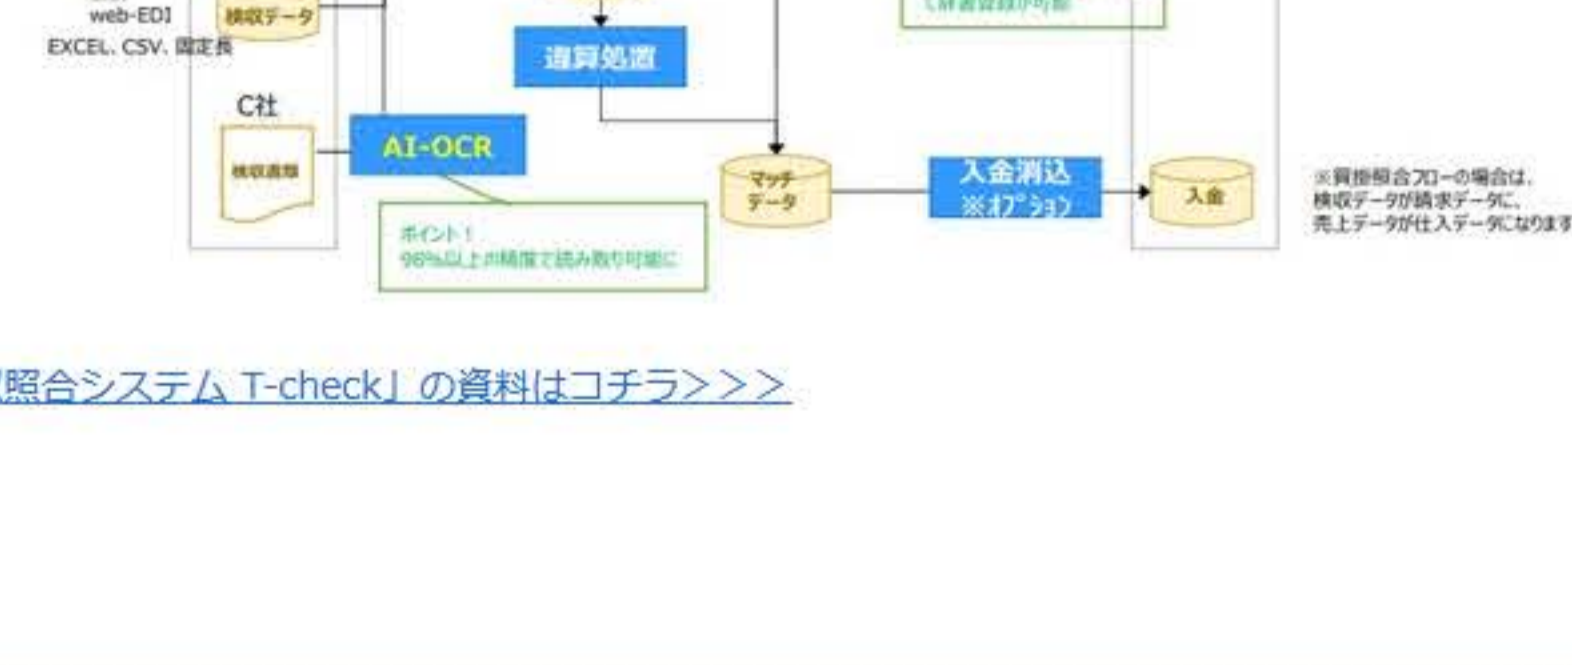 web-EDI
EXCEL、CSV、固定長
検収データ
C社
検収書類
AI-OCR
違算処置
ポイント！
98%以上の精度で読み取り可能に
マッチ
データ
入金消込
※ｵﾌﾟｼｮﾝ
入金
※買掛照合フローの場合は、
検収データが請求データに、
売上データが仕入データになります
照合システム T-check」の資料はコチラ>>>